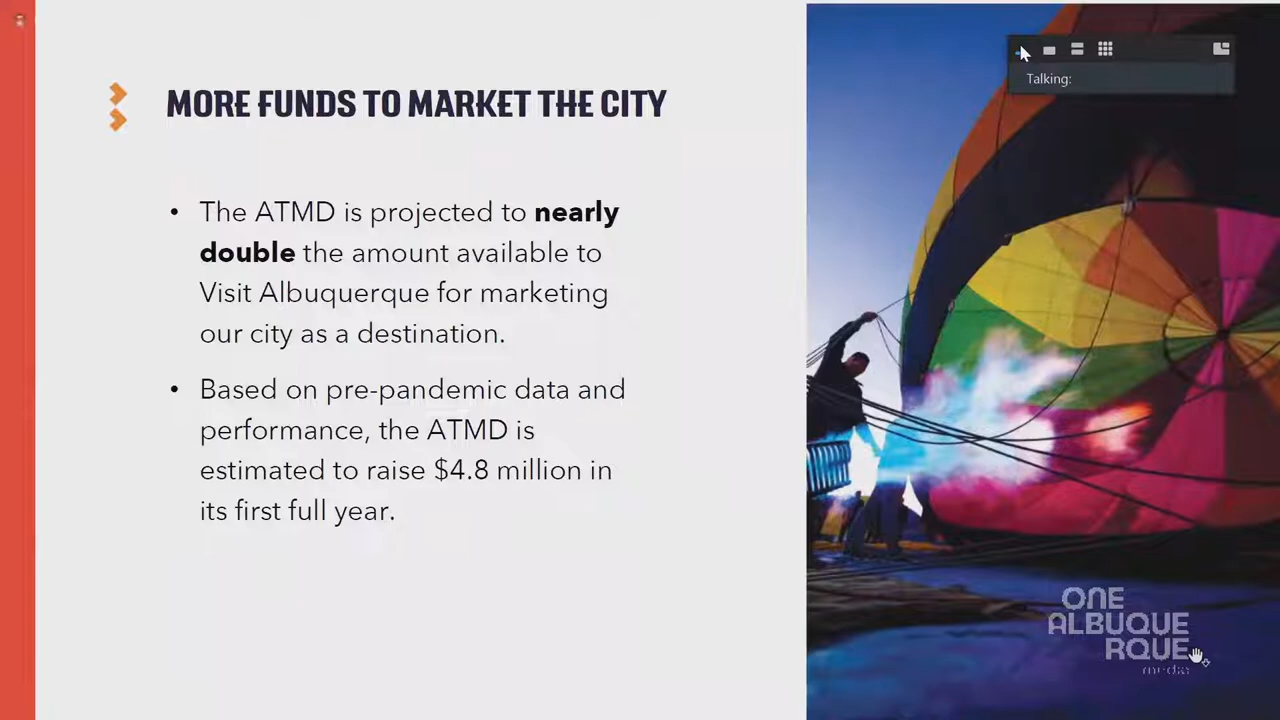 MORE FUNDS TO MARKET THE CITY
• The ATMD is projected to nearly
double the amount available to
Visit Albuquerque for marketing
our city as a destination.
• Based on pre-pandemic data and
performance, the ATMD is
estimated to raise $4.8 million in
its first full year.
Talking:
ONE
ALBUQUE
RQUE
media